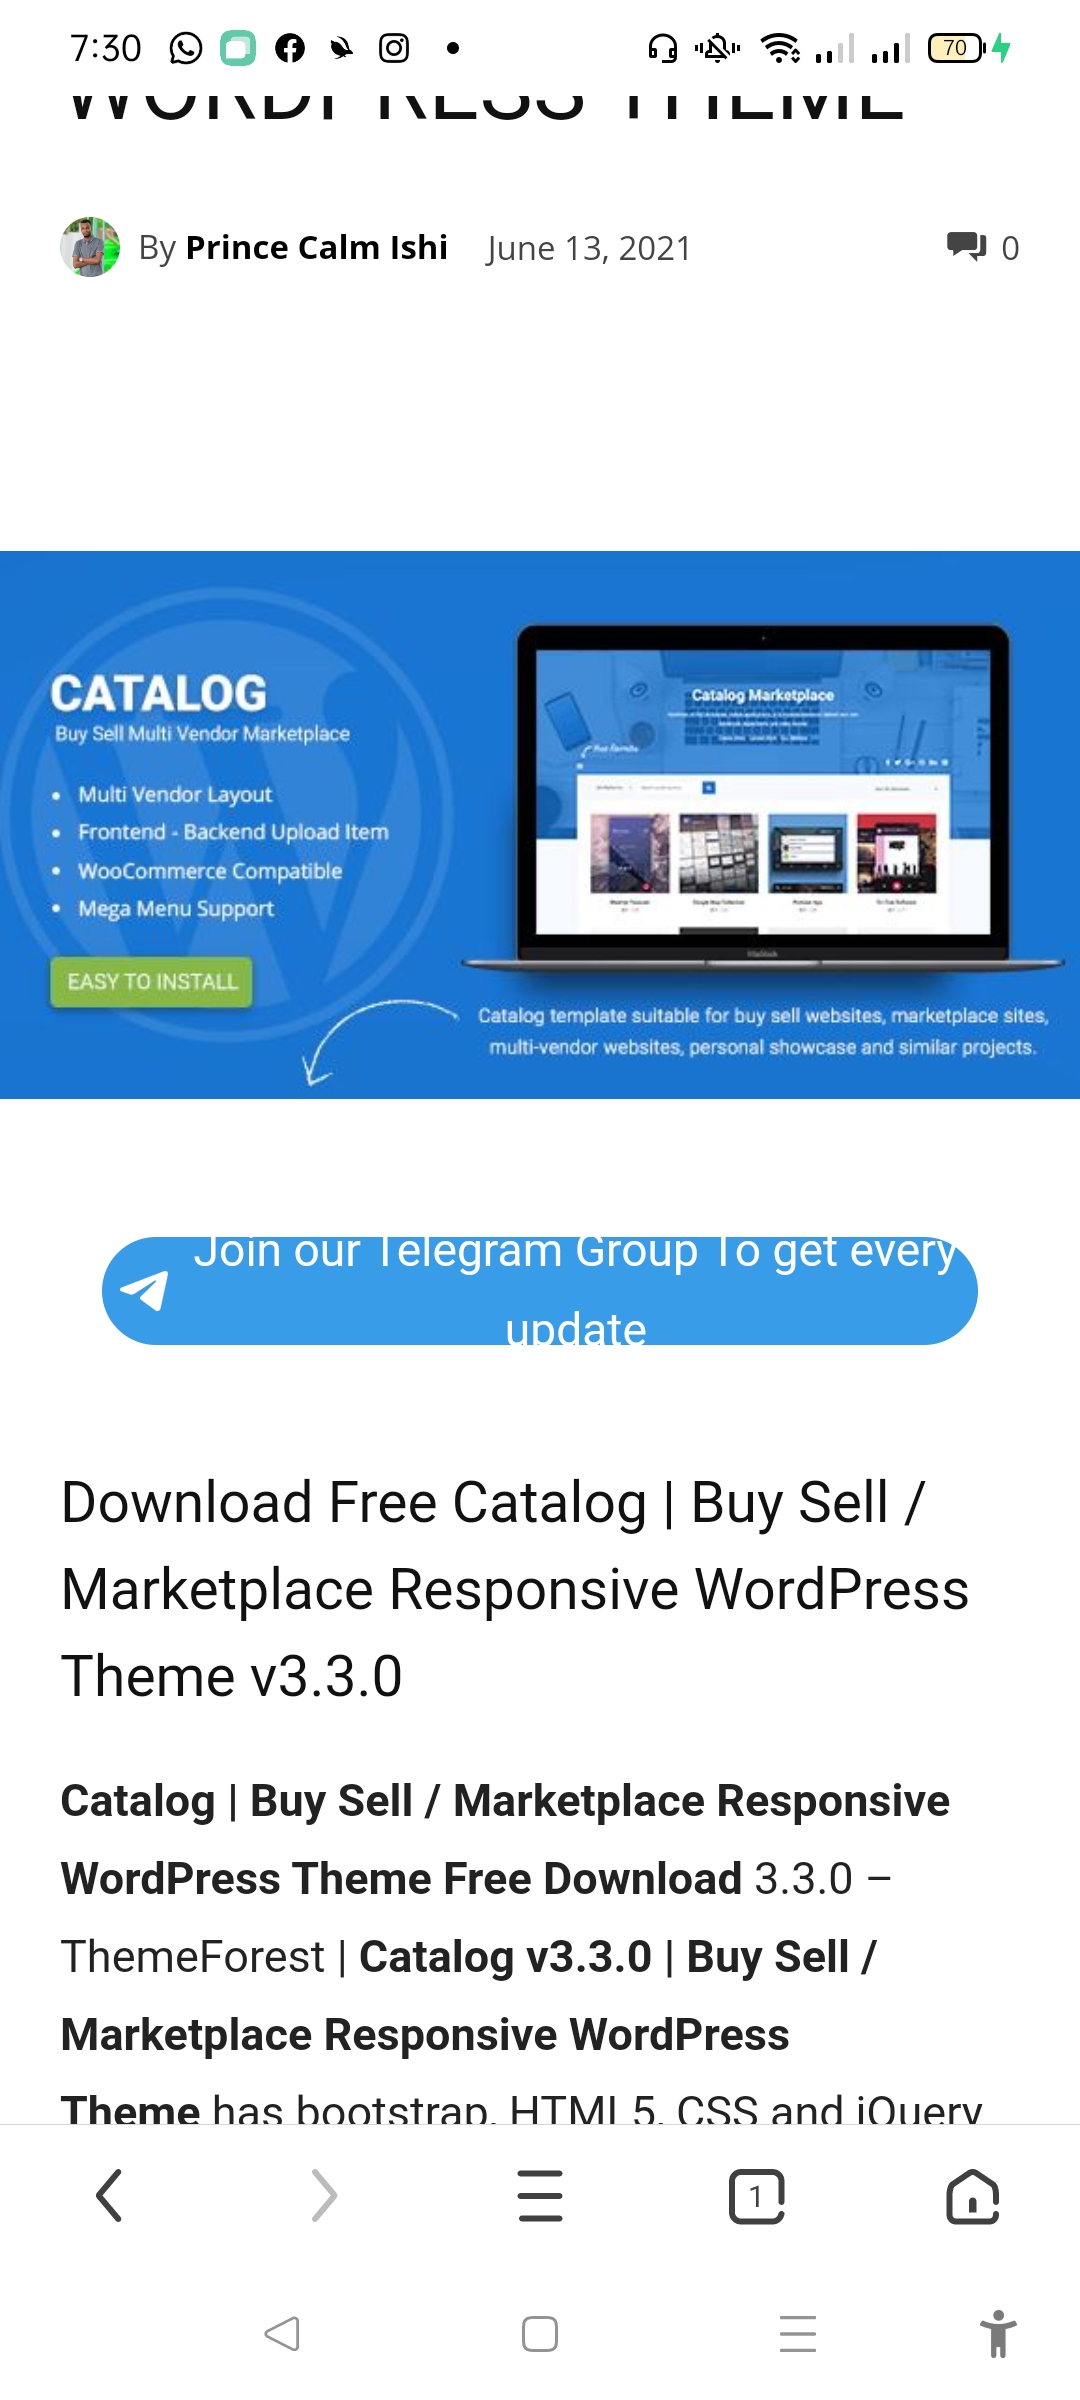 7:30
70
WORDPRESS THEME
By Prince Calm Ishi June 13, 2021 0
CATALOG
Buy Sell Multi Vendor Marketplace
• Multi Vendor Layout
• Frontend - Backend Upload Item
• WooCommerce Compatible
• Mega Menu Support
EASY TO INSTALL
Catalog Marketplace
Catalog template suitable for buy sell websites, marketplace sites,
multi-vendor websites, personal showcase and similar projects.
Join our Telegram Group To get every
update
Download Free Catalog | Buy Sell /
Marketplace Responsive WordPress
Theme v3.3.0
Catalog | Buy Sell / Marketplace Responsive
WordPress Theme Free Download 3.3.0 –
ThemeForest | Catalog v3.3.0 | Buy Sell /
Marketplace Responsive WordPress
Theme has bootstrap, HTML5, CSS and jQuery
1